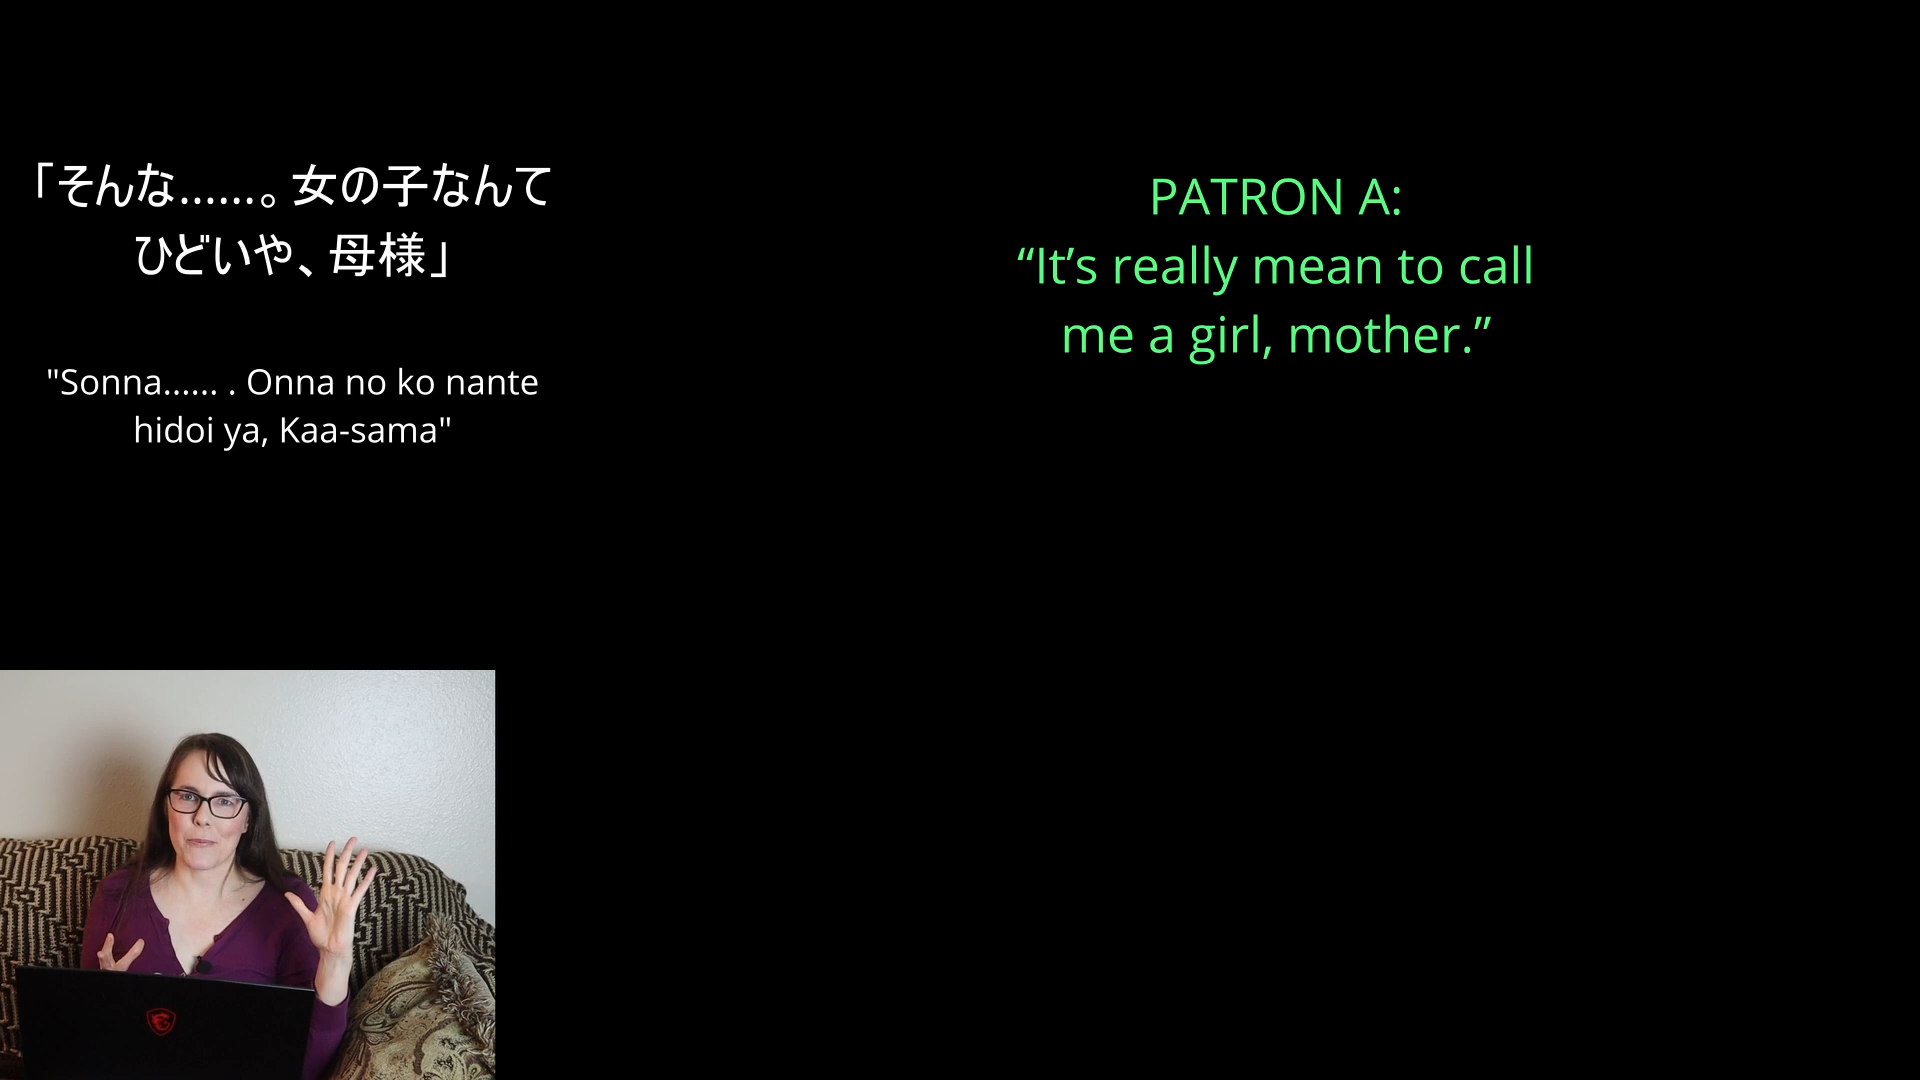 「そんな……。女の子なんて
ひどいや、母様」
"Sonna...... . Onna no ko nante
hidoi ya, Kaa-sama"
PATRON A:
“It’s really mean to call
me a girl, mother.”